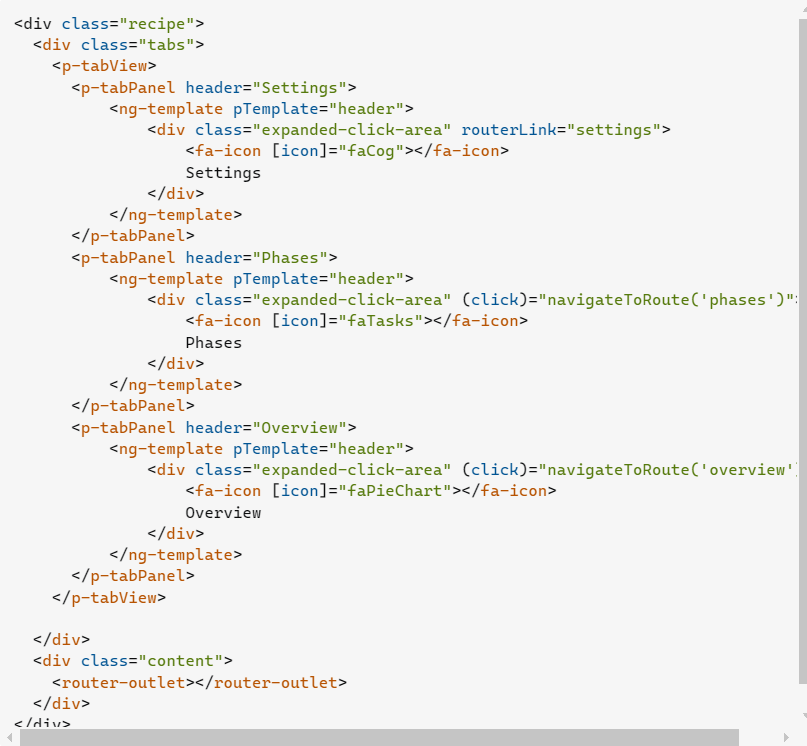 <div class="recipe">
  <div class="tabs">
    <p-tabView>
      <p-tabPanel header="Settings">
          <ng-template pTemplate="header">
              <div class="expanded-click-area" routerLink="settings">
                  <fa-icon [icon]="faCog"></fa-icon>
                  Settings
              </div>
          </ng-template>
      </p-tabPanel>
      <p-tabPanel header="Phases">
          <ng-template pTemplate="header">
              <div class="expanded-click-area" (click)="navigateToRoute('phases')">
                  <fa-icon [icon]="faTasks"></fa-icon>
                  Phases
              </div>
          </ng-template>
      </p-tabPanel>
      <p-tabPanel header="Overview">
          <ng-template pTemplate="header">
              <div class="expanded-click-area" (click)="navigateToRoute('overview')
                  <fa-icon [icon]="faPieChart"></fa-icon>
                  Overview
              </div>
          </ng-template>
      </p-tabPanel>
    </p-tabView>

  </div>
  <div class="content">
    <router-outlet></router-outlet>
  </div>
</div>